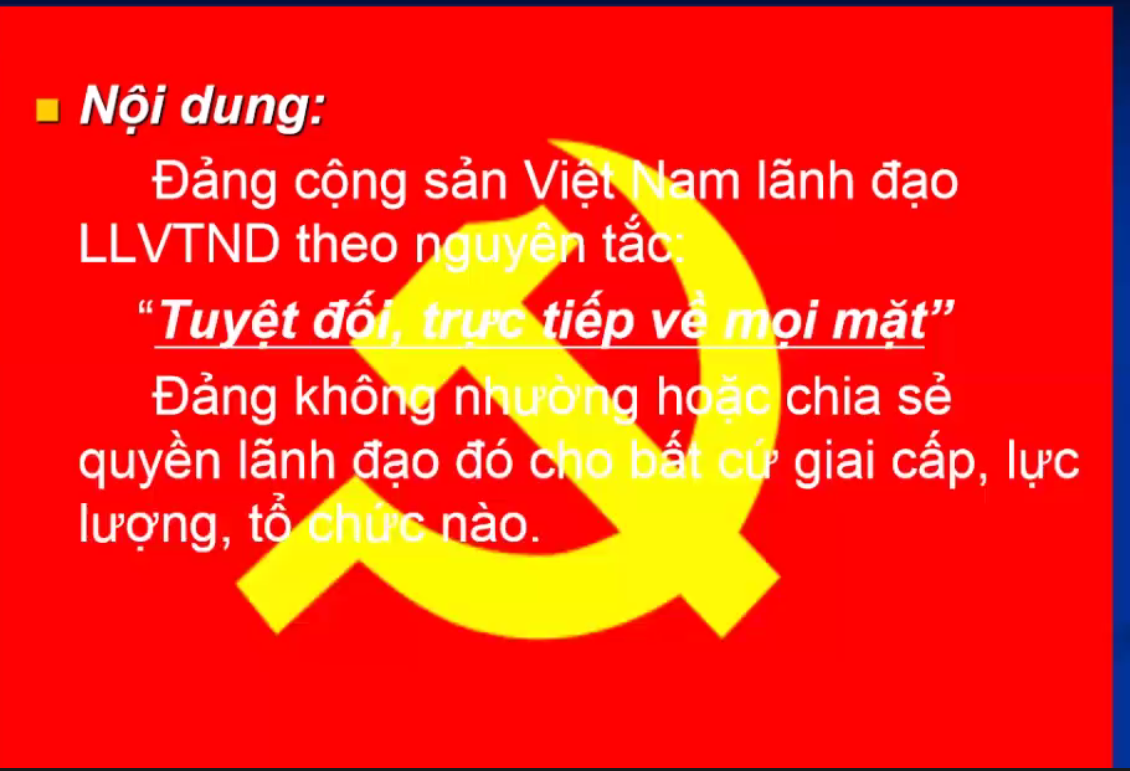 Nội dung:
Đảng cộng sản Việt Nam lãnh đạo
LLVTND theo nguyên tắc:
“Tuyệt đối, trực tiếp về mọi mặt”
Đảng không nhường hoặc chia sẻ
quyền lãnh đạo đó cho bất cứ giai cấp, lực
lượng, tổ chức nào.